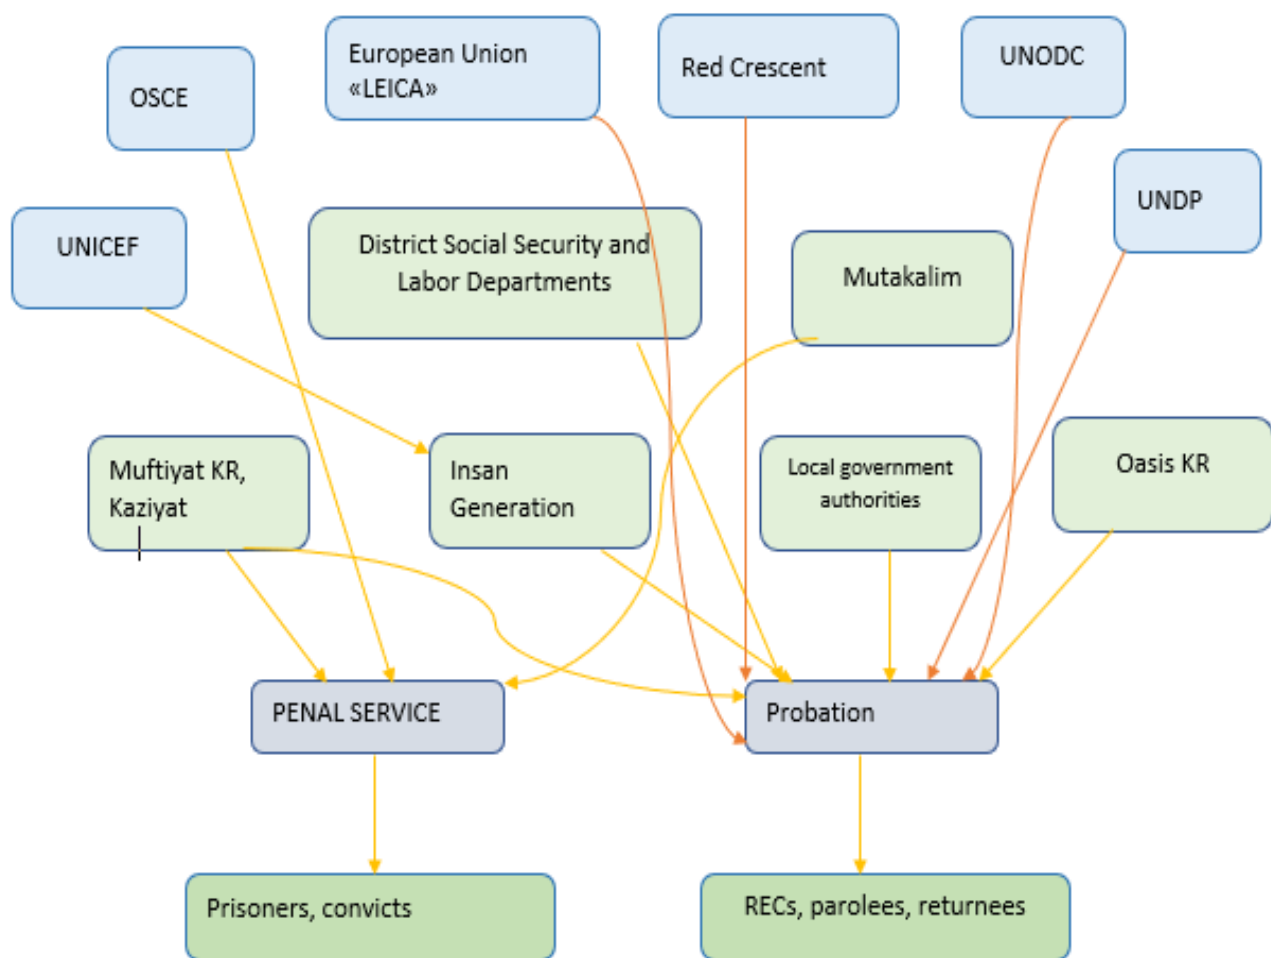 European Union
«LEICA»
Red Crescent
UNODC
OSCE
UNDP
UNICEF
District Social Security and
Labor Departments
Mutakalim
Muftiyat KR,
Kaziyat
Insan
Generation
Local government
authorities
Oasis KR
PENAL SERVICE
Probation
Prisoners, convicts
RECs, parolees, returnees